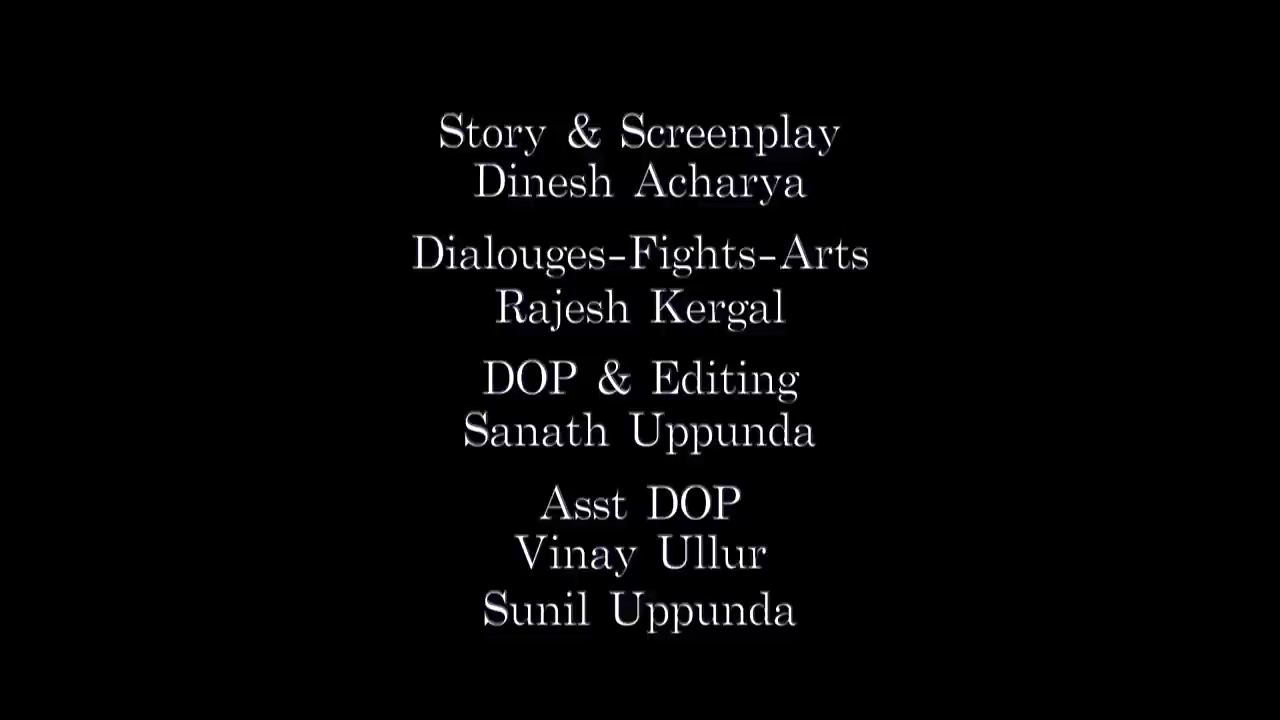 Story & Screenplay
Dinesh Acharya
Dialouges-Fights-Arts
Rajesh Kergal
DOP & Editing
Sanath Uppunda
Asst DOP
Vinay Ullur
Sunil Uppunda